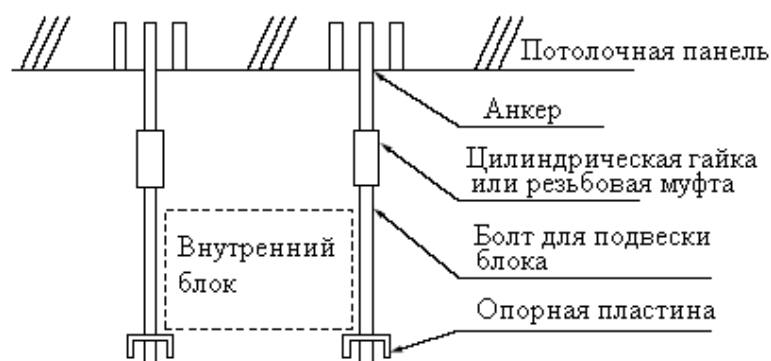 Потолочная панель
Анкер
Цилиндрическая гайка
или резьбовая муфта
Внутренний
блок
Болт для подвески
блока
Опорная пластина